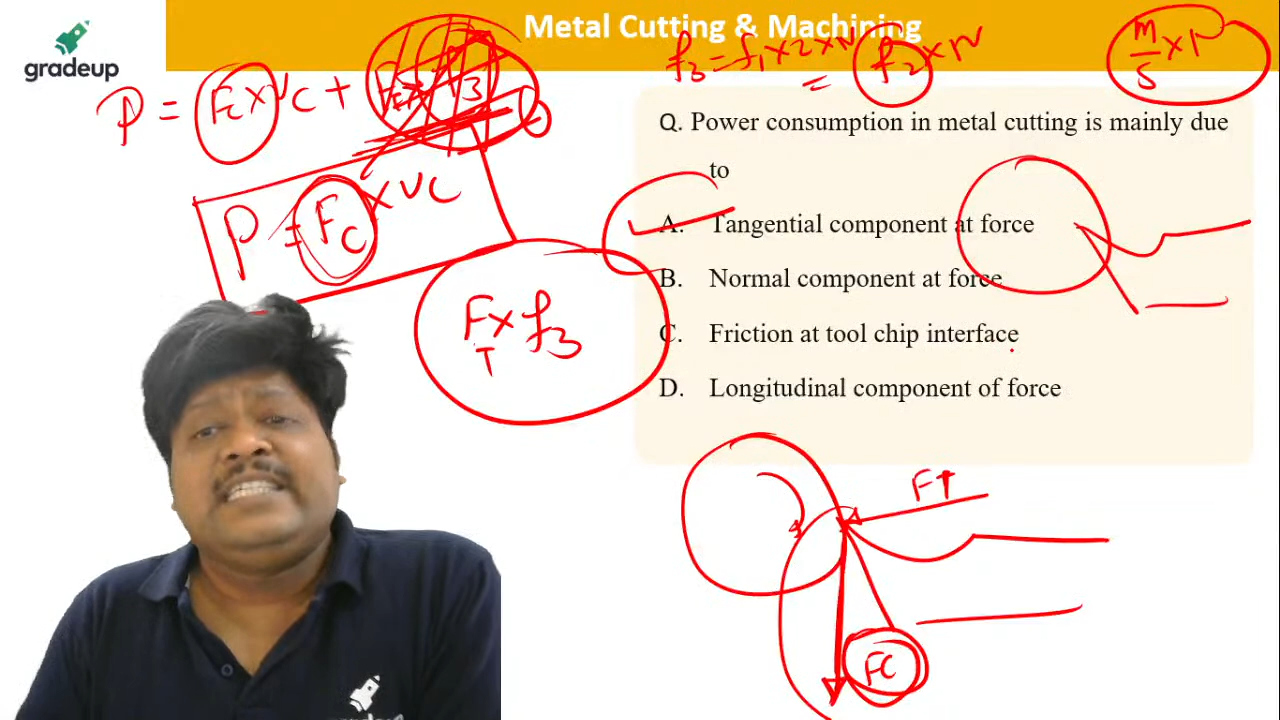 Metal Cutting & Machining
gradeup
f3 = f1 × 2 × N
= f2 × N
m/s × N
P = Fc × Vc +
P = Fc × Vc
FT × f3
Q. Power consumption in metal cutting is mainly due
to
A. Tangential component at force
B. Normal component at force
C. Friction at tool chip interface
D. Longitudinal component of force
FT
FC
gradeup